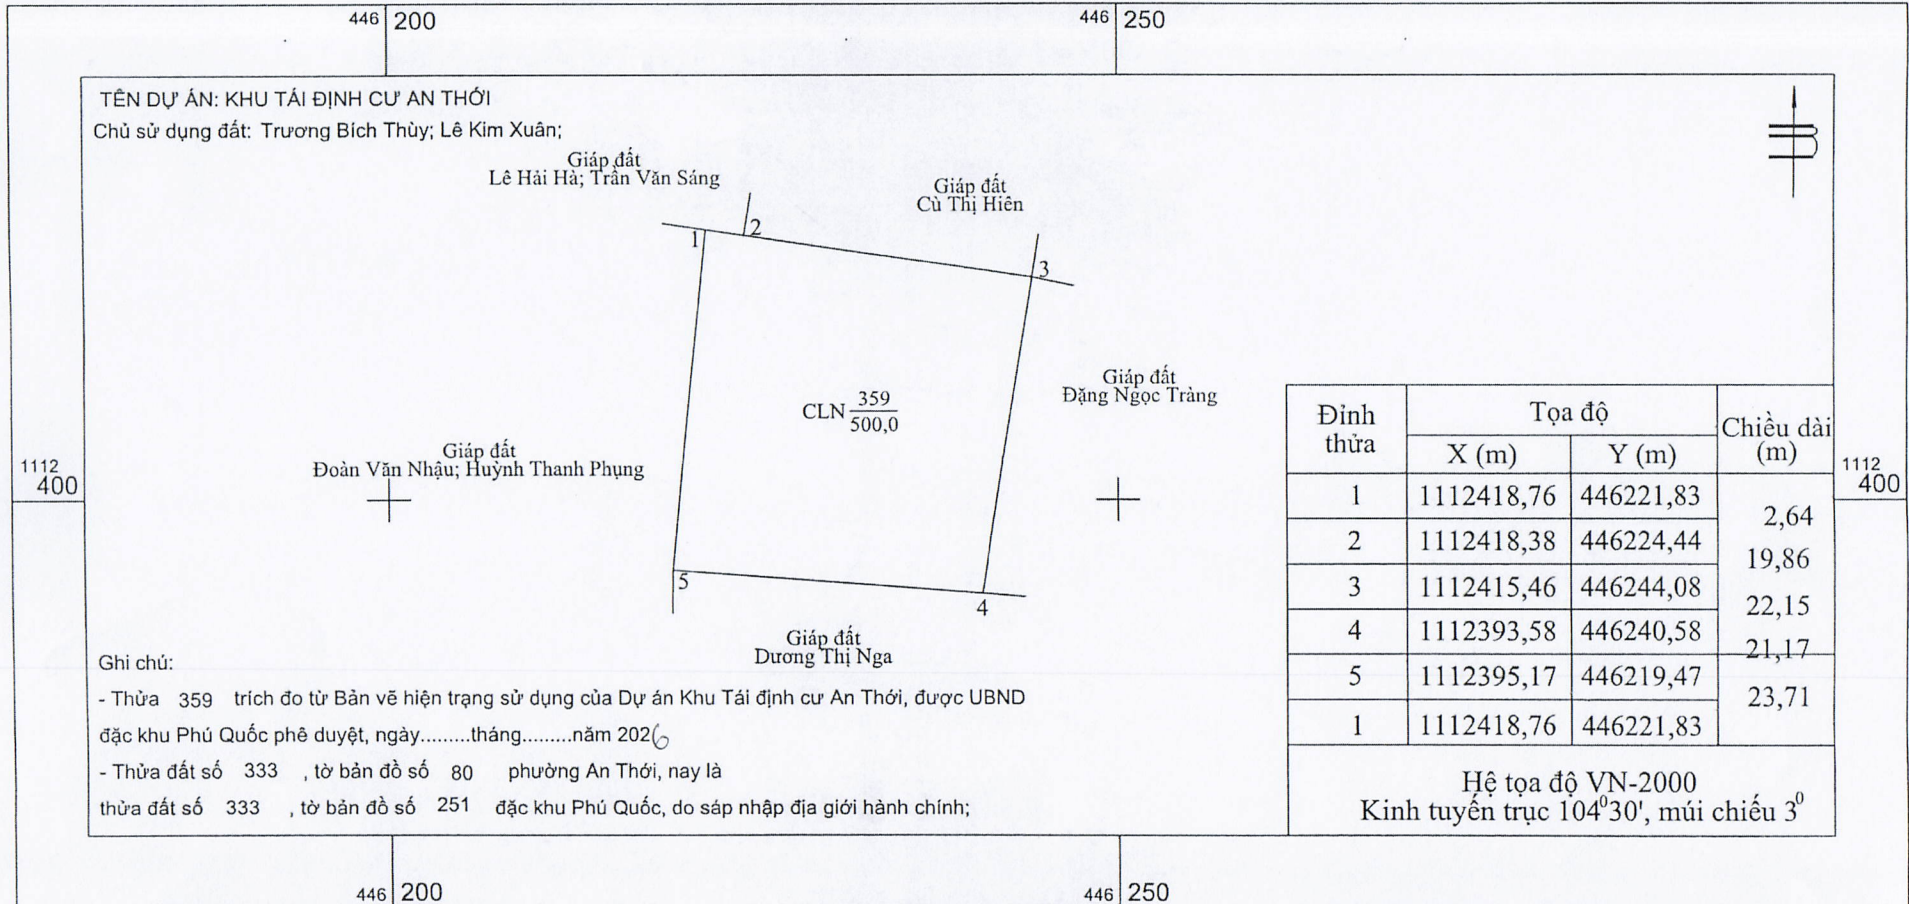 446 200
446 250
TÊN DỰ ÁN: KHU TÁI ĐỊNH CƯ AN THỚI
Chủ sử dụng đất: Trương Bích Thùy; Lê Kim Xuân;
Giáp đất
Lê Hải Hà; Trần Văn Sáng
Giáp đất
Cù Thị Hiên
B
1
2
3
Giáp đất
Đặng Ngọc Tràng
CLN 359
500,0
Giáp đất
Đoàn Văn Nhậu; Huỳnh Thanh Phụng
1112
400
1112
400
5
4
Giáp đất
Dương Thị Nga
Đỉnh thửa Tọa độ Chiều dài (m)
X (m) Y (m)
1 1112418,76 446221,83
2,64
2 1112418,38 446224,44
19,86
3 1112415,46 446244,08
22,15
4 1112393,58 446240,58
21,17
5 1112395,17 446219,47
23,71
1 1112418,76 446221,83
Hệ tọa độ VN-2000
Kinh tuyến trục 104⁰30', múi chiếu 3⁰
Ghi chú:
- Thửa 359 trích đo từ Bản vẽ hiện trạng sử dụng của Dự án Khu Tái định cư An Thới, được UBND
đặc khu Phú Quốc phê duyệt, ngày.........tháng.........năm 2026
- Thửa đất số 333 , tờ bản đồ số 80 phường An Thới, nay là
thửa đất số 333 , tờ bản đồ số 251 đặc khu Phú Quốc, do sáp nhập địa giới hành chính;
446 200
446 250